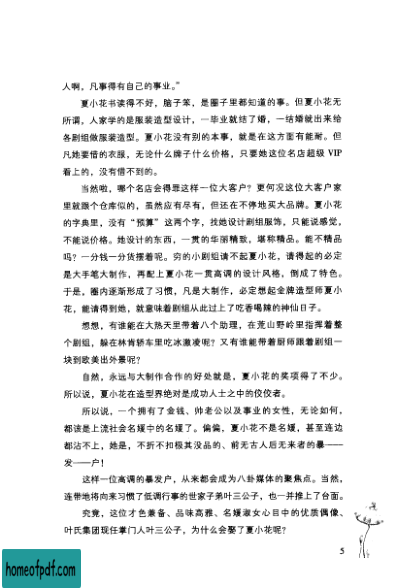 人啊，凡事得有自己的事业。”
夏小花书读得不好，脑子笨，是圈子里都知道的事。但夏小花无
所谓，人家学的是服装造型设计，一毕业就结了婚，一结婚就出来给
各剧组做服装造型。夏小花没有别的本事，就是在这方面有能耐。但
凡她要借的衣服，无论什么牌子什么价格，只要她这位名店超级 VIP
看上的，没有借不到的。
当然啦，哪个名店会得罪这样一位大客户？更何况这位大客户家
里就跟个仓库似的，虽然应有尽有，但还在不停地买大品牌。夏小花
的字典里，没有“预算”这两个字，找她设计剧组服饰，只能说感觉，
不能说价格。她设计的东西，一贯的华丽精致，堪称精品。能不精品
吗？一分钱一分货摆着呢。穷的小剧组请不起夏小花，请得起的必定
是大手笔大制作，再配上夏小花一贯高调的设计风格，倒成了特色。
于是，圈内逐渐形成了习惯，凡是大制作，必定想起金牌造型师夏小
花，能请得到她，就意味着剧组从此过上了吃香喝辣的神仙日子。
想想，有谁能在大热天里带着八个助理，在荒山野岭里指挥着整
个剧组，躲在林肯轿车里吃冰激凌呢？又有谁能带着厨师跟着剧组一
块到欧美出外景呢？
自然，永远与大制作合作的好处就是，夏小花的奖项得了不少。
所以说，夏小花在造型界绝对是成功人士之中的佼佼者。
所以说，一个拥有了金钱、帅老公以及事业的女性，无论如何，
都该是上流社会名媛中的名媛了。偏偏，夏小花不是名媛，甚至连边
都沾不上，她是，不折不扣极其没品的、前无古人后无来者的暴——
发——户！
这样一位高调的暴发户，从来都会成为八卦媒体的聚焦点。当然，
连带地将向来习惯了低调行事的世家子弟叶三公子，也一并推上了台面。
究竟，这位才色兼备、品味高雅、名媛淑女心目中的优质偶像、
叶氏集团现任掌门人叶三公子，为什么会娶了夏小花呢？
5
homeofpdf.com